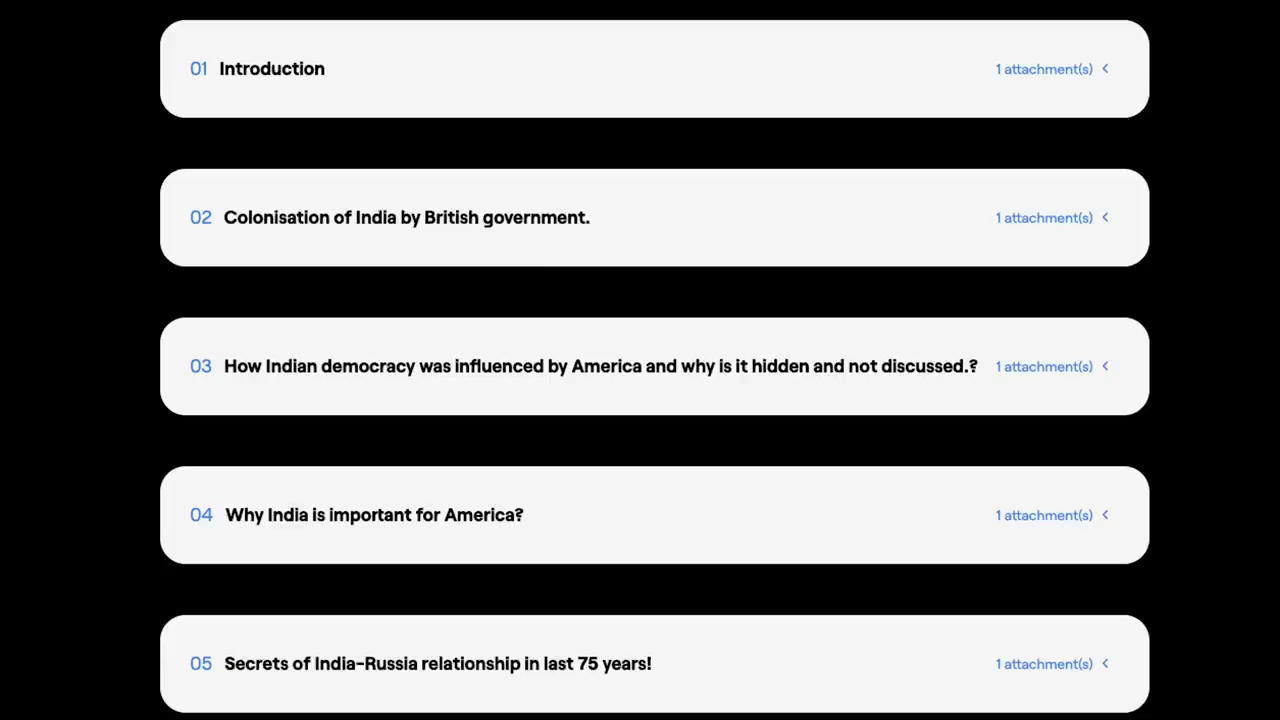 01 Introduction 1 attachment(s)
02 Colonisation of India by British government. 1 attachment(s)
03 How Indian democracy was influenced by America and why is it hidden and not discussed.? 1 attachment(s)
04 Why India is important for America? 1 attachment(s)
05 Secrets of India-Russia relationship in last 75 years! 1 attachment(s)